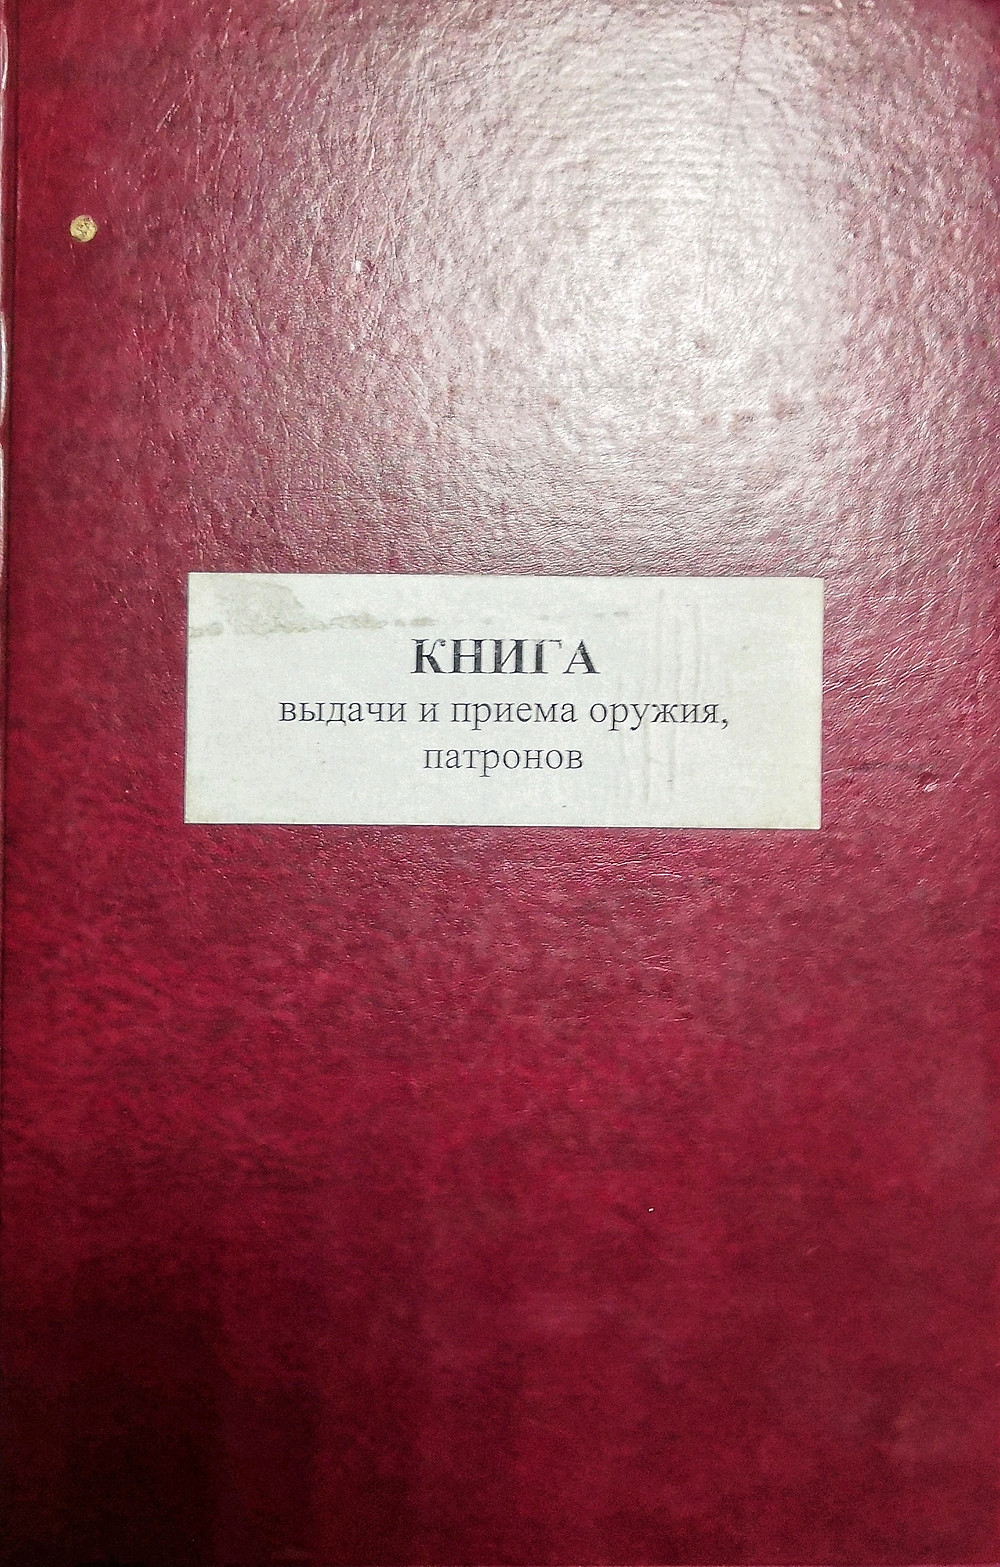 КНИГА
выдачи и приема оружия,
патронов